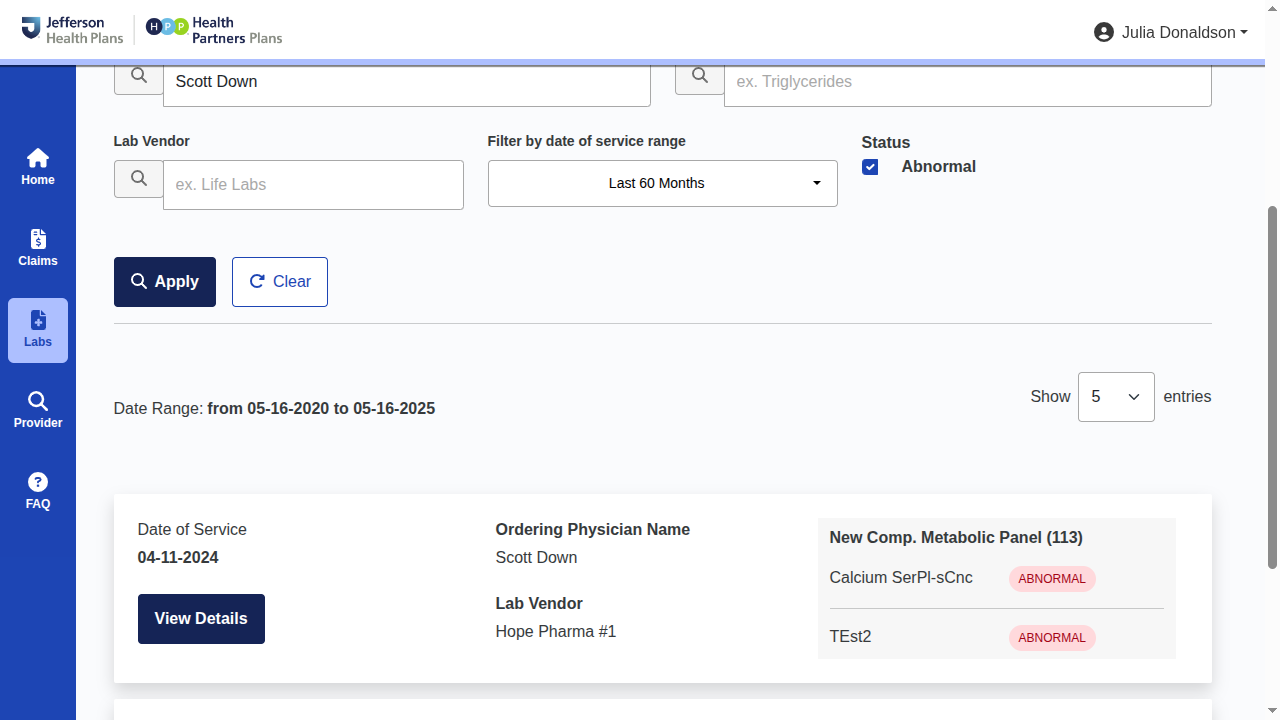 Jefferson
Health Plans
HPP
Health
Partners Plans
Julia Donaldson
Scott Down
ex. Triglycerides
Lab Vendor
Filter by date of service range
Status
ex. Life Labs
Last 60 Months
Abnormal
Home
Claims
Labs
Provider
FAQ
Apply
Clear
Date Range: from 05-16-2020 to 05-16-2025
Show 5 entries
Date of Service
04-11-2024
View Details
Ordering Physician Name
Scott Down
Lab Vendor
Hope Pharma #1
New Comp. Metabolic Panel (113)
Calcium SerPl-sCnc ABNORMAL
TEst2 ABNORMAL